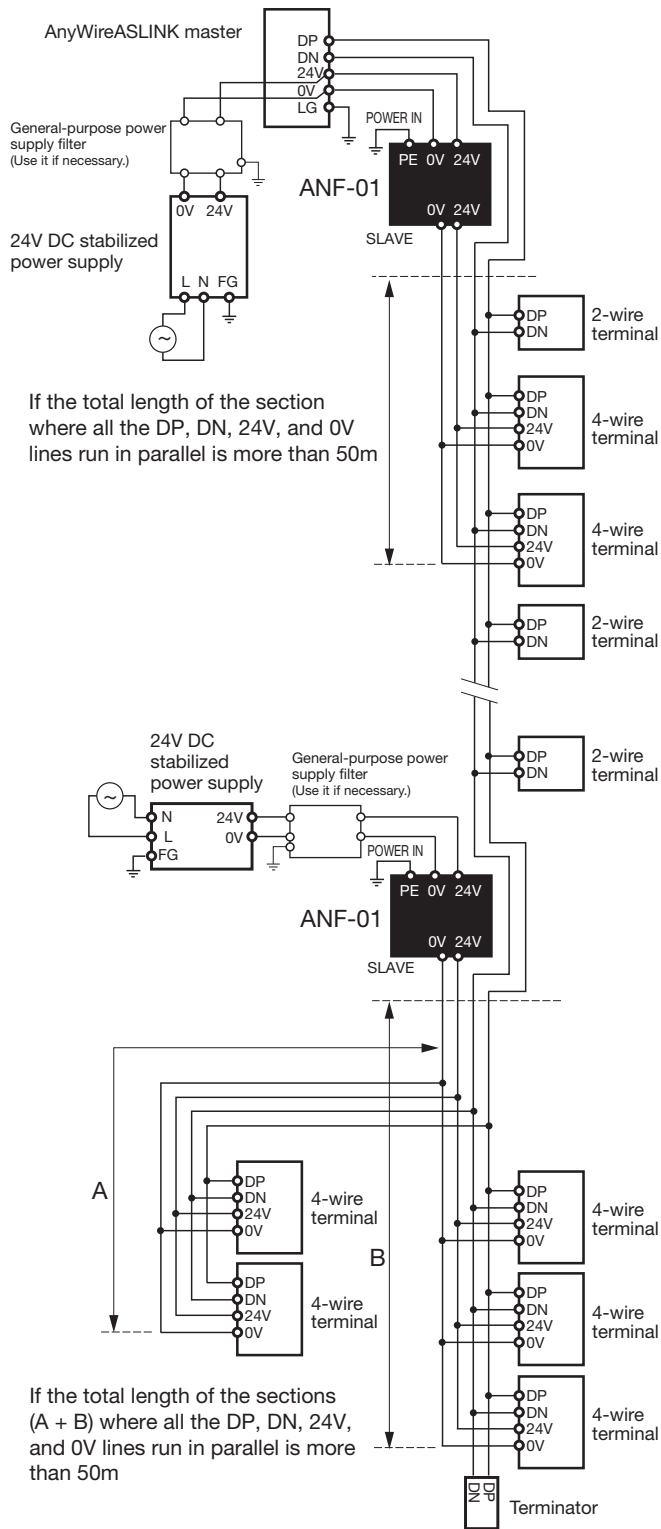 AnyWireASLINK master
DP
DN
24V
0V
LG
General-purpose power
supply filter
(Use it if necessary.)
POWER IN
PE 0V 24V
ANF-01
0V 24V
SLAVE
0V 24V
24V DC stabilized
power supply
L N FG
~
DP
DN
2-wire
terminal
If the total length of the section
where all the DP, DN, 24V, and 0V
lines run in parallel is more than 50m
DP
DN
24V
0V
4-wire
terminal
DP
DN
24V
0V
4-wire
terminal
DP
DN
2-wire
terminal
DP
DN
2-wire
terminal
24V DC
stabilized
power supply
General-purpose power
supply filter
(Use it if necessary.)
~
N
L
FG
24V
0V
POWER IN
PE 0V 24V
ANF-01
0V 24V
SLAVE
A
B
DP
DN
24V
0V
4-wire
terminal
DP
DN
24V
0V
4-wire
terminal
DP
DN
24V
0V
4-wire
terminal
DP
DN
24V
0V
4-wire
terminal
DP
DN
24V
0V
4-wire
terminal
If the total length of the sections
(A + B) where all the DP, DN, 24V,
and 0V lines run in parallel is more
than 50m
DP
DN
Terminator